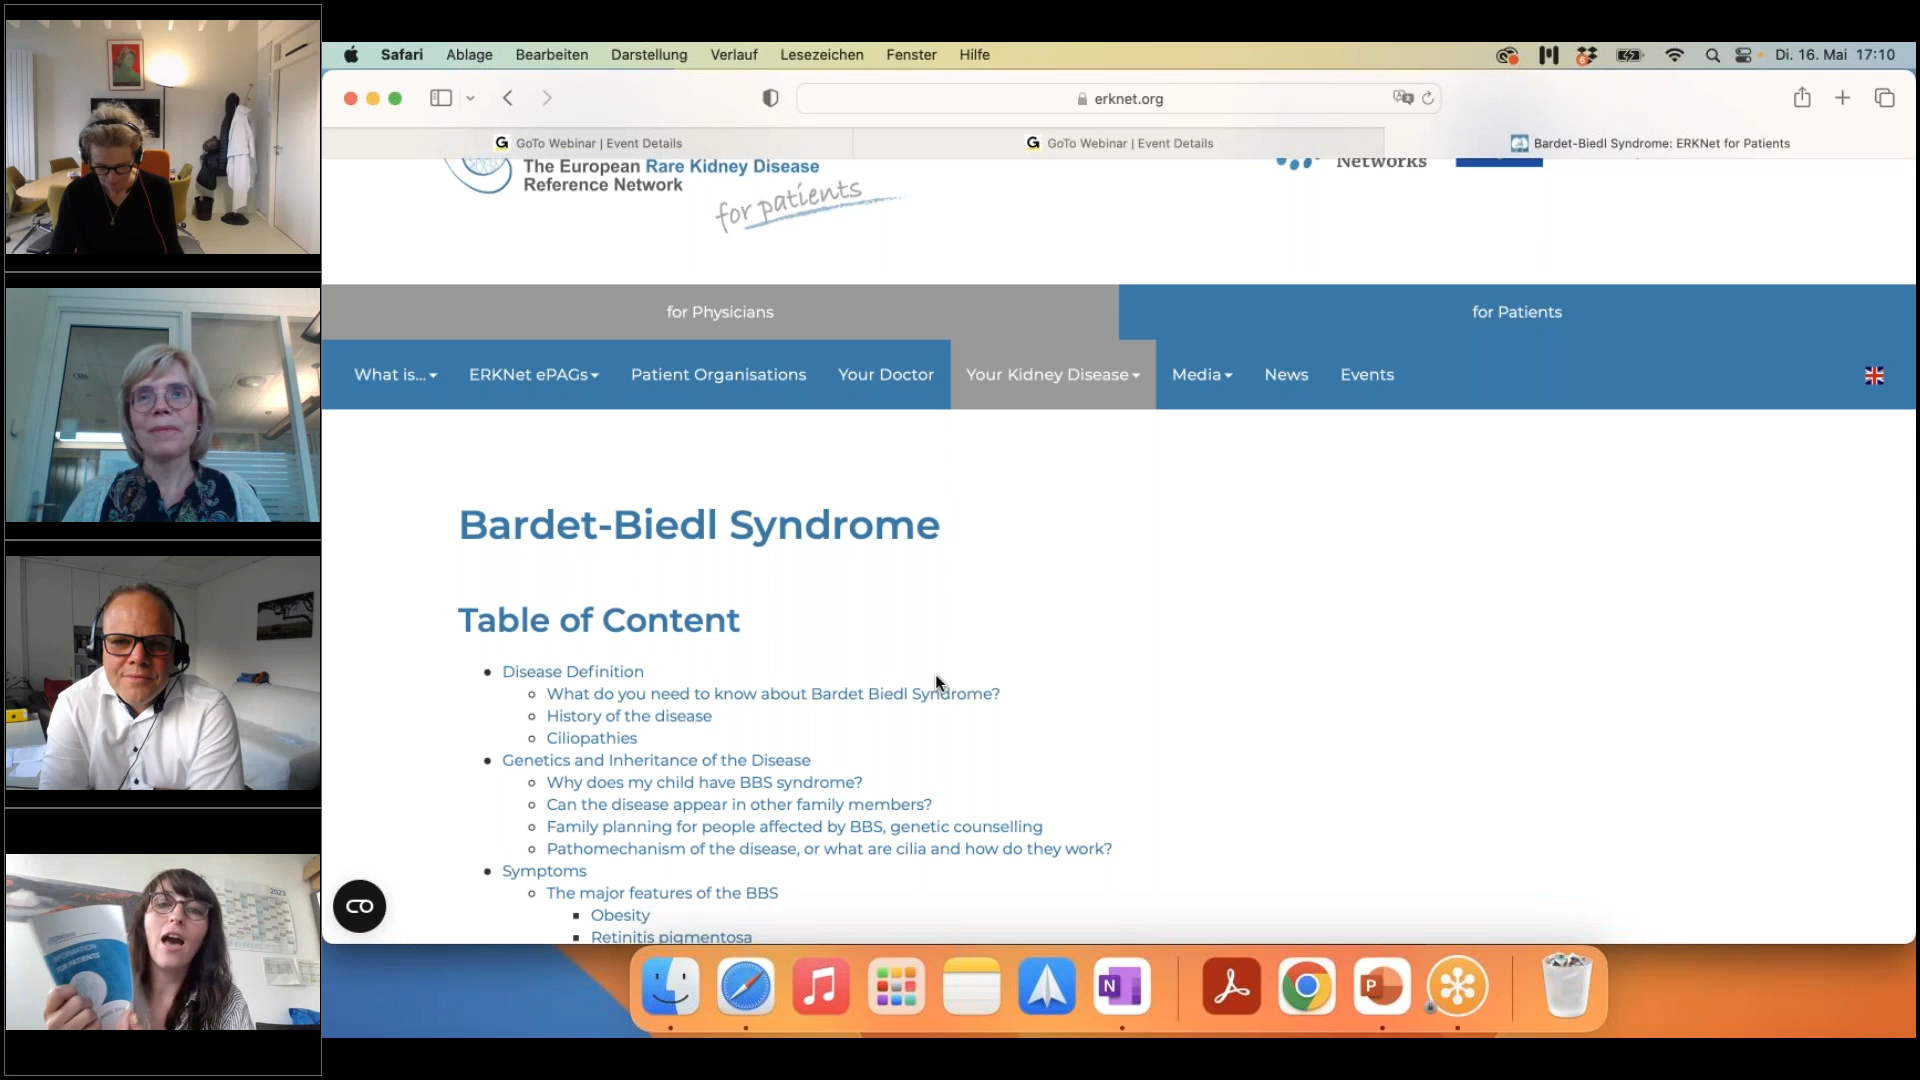 Safari Ablage Bearbeiten Darstellung Verlauf Lesezeichen Fenster Hilfe Di. 16. Mai 17:10
erknet.org
GoTo Webinar | Event Details
GoTo Webinar | Event Details
Bardet-Biedl Syndrome: ERKNet for Patients
The European Rare Kidney Disease
Reference Network
for patients
Networks
for Physicians
for Patients
What is... ERKNet ePAGs Patient Organisations Your Doctor Your Kidney Disease Media News Events
Bardet-Biedl Syndrome
Table of Content
Disease Definition
What do you need to know about Bardet Biedl Syndrome?
History of the disease
Ciliopathies
Genetics and Inheritance of the Disease
Why does my child have BBS syndrome?
Can the disease appear in other family members?
Family planning for people affected by BBS, genetic counselling
Pathomechanism of the disease, or what are cilia and how do they work?
Symptoms
The major features of the BBS
Obesity
Retinitis pigmentosa
2023
INFORMATION
FOR PATIENTS